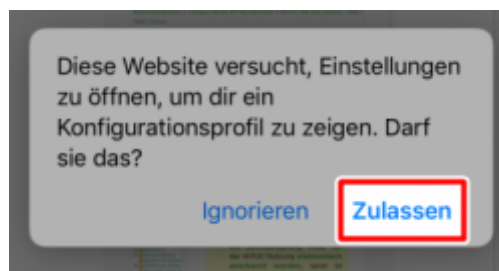 Diese Website versucht, Einstellungen
zu öffnen, um dir ein
Konfigurationsprofil zu zeigen. Darf
sie das?
Ignorieren
Zulassen